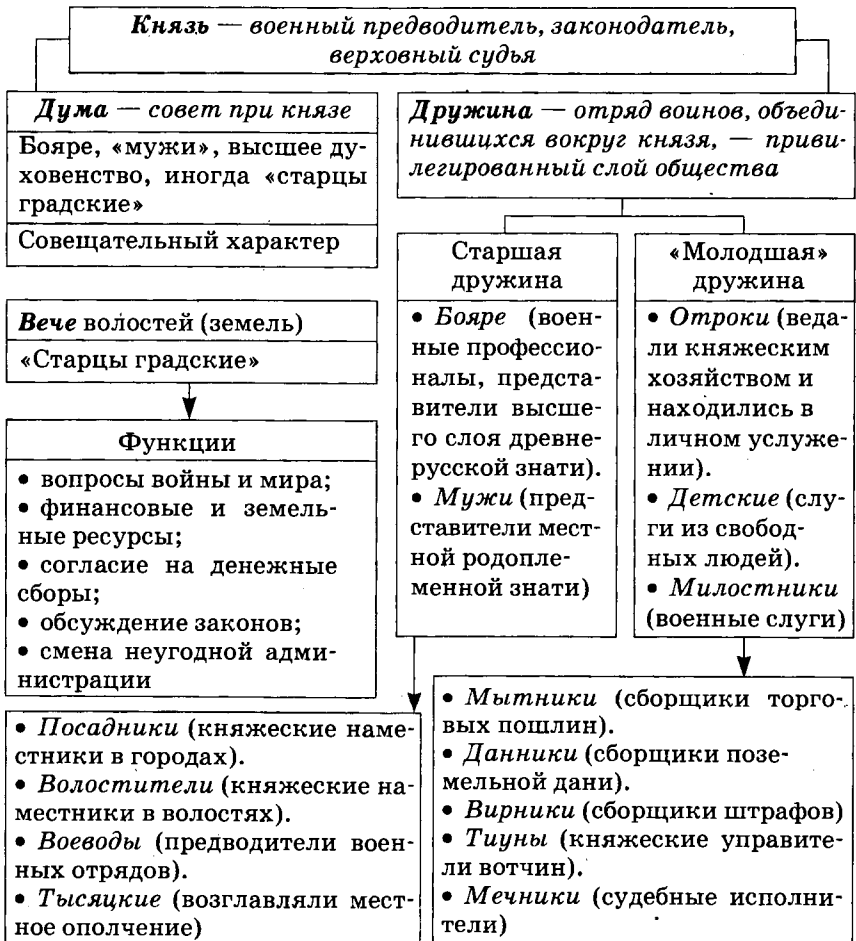 Князь — военный предводитель, законодатель,
верховный судья
Дума — совет при князе
Бояре, «мужи», высшее ду-
ховенство, иногда «старцы
градские»
Совещательный характер
Дружина — отряд воинов, объеди-
нившихся вокруг князя, — приви-
легированный слой общества
Вече волостей (земель)
«Старцы градские»
Функции
• вопросы войны и мира;
• финансовые и земель-
ные ресурсы;
• согласие на денежные
сборы;
• обсуждение законов;
• смена неугодной адми-
нистрации
Старшая
дружина
• Бояре (воен-
ные профессио-
налы, предста-
вители высше-
го слоя древне-
русской знати).
• Мужи (пред-
ставители мест-
ной родопле-
менной знати)
«Молодшая»
дружина
• Отроки (веда-
ли княжеским
хозяйством и
находились в
личном услуже-
нии).
• Детские (слу-
ги из свобод-
ных людей).
• Милостники
(военные слуги)
• Посадники (княжеские наме-
стники в городах).
• Волостители (княжеские на-
местники в волостях).
• Воеводы (предводители воен-
ных отрядов).
• Тысяцкие (возглавляли мест-
ное ополчение)
• Мытники (сборщики торго-
вых пошлин).
• Данники (сборщики позе-
мельной дани).
• Вирники (сборщики штрафов)
• Тиуны (княжеские управите-
ли вотчин).
• Мечники (судебные исполни-
тели)